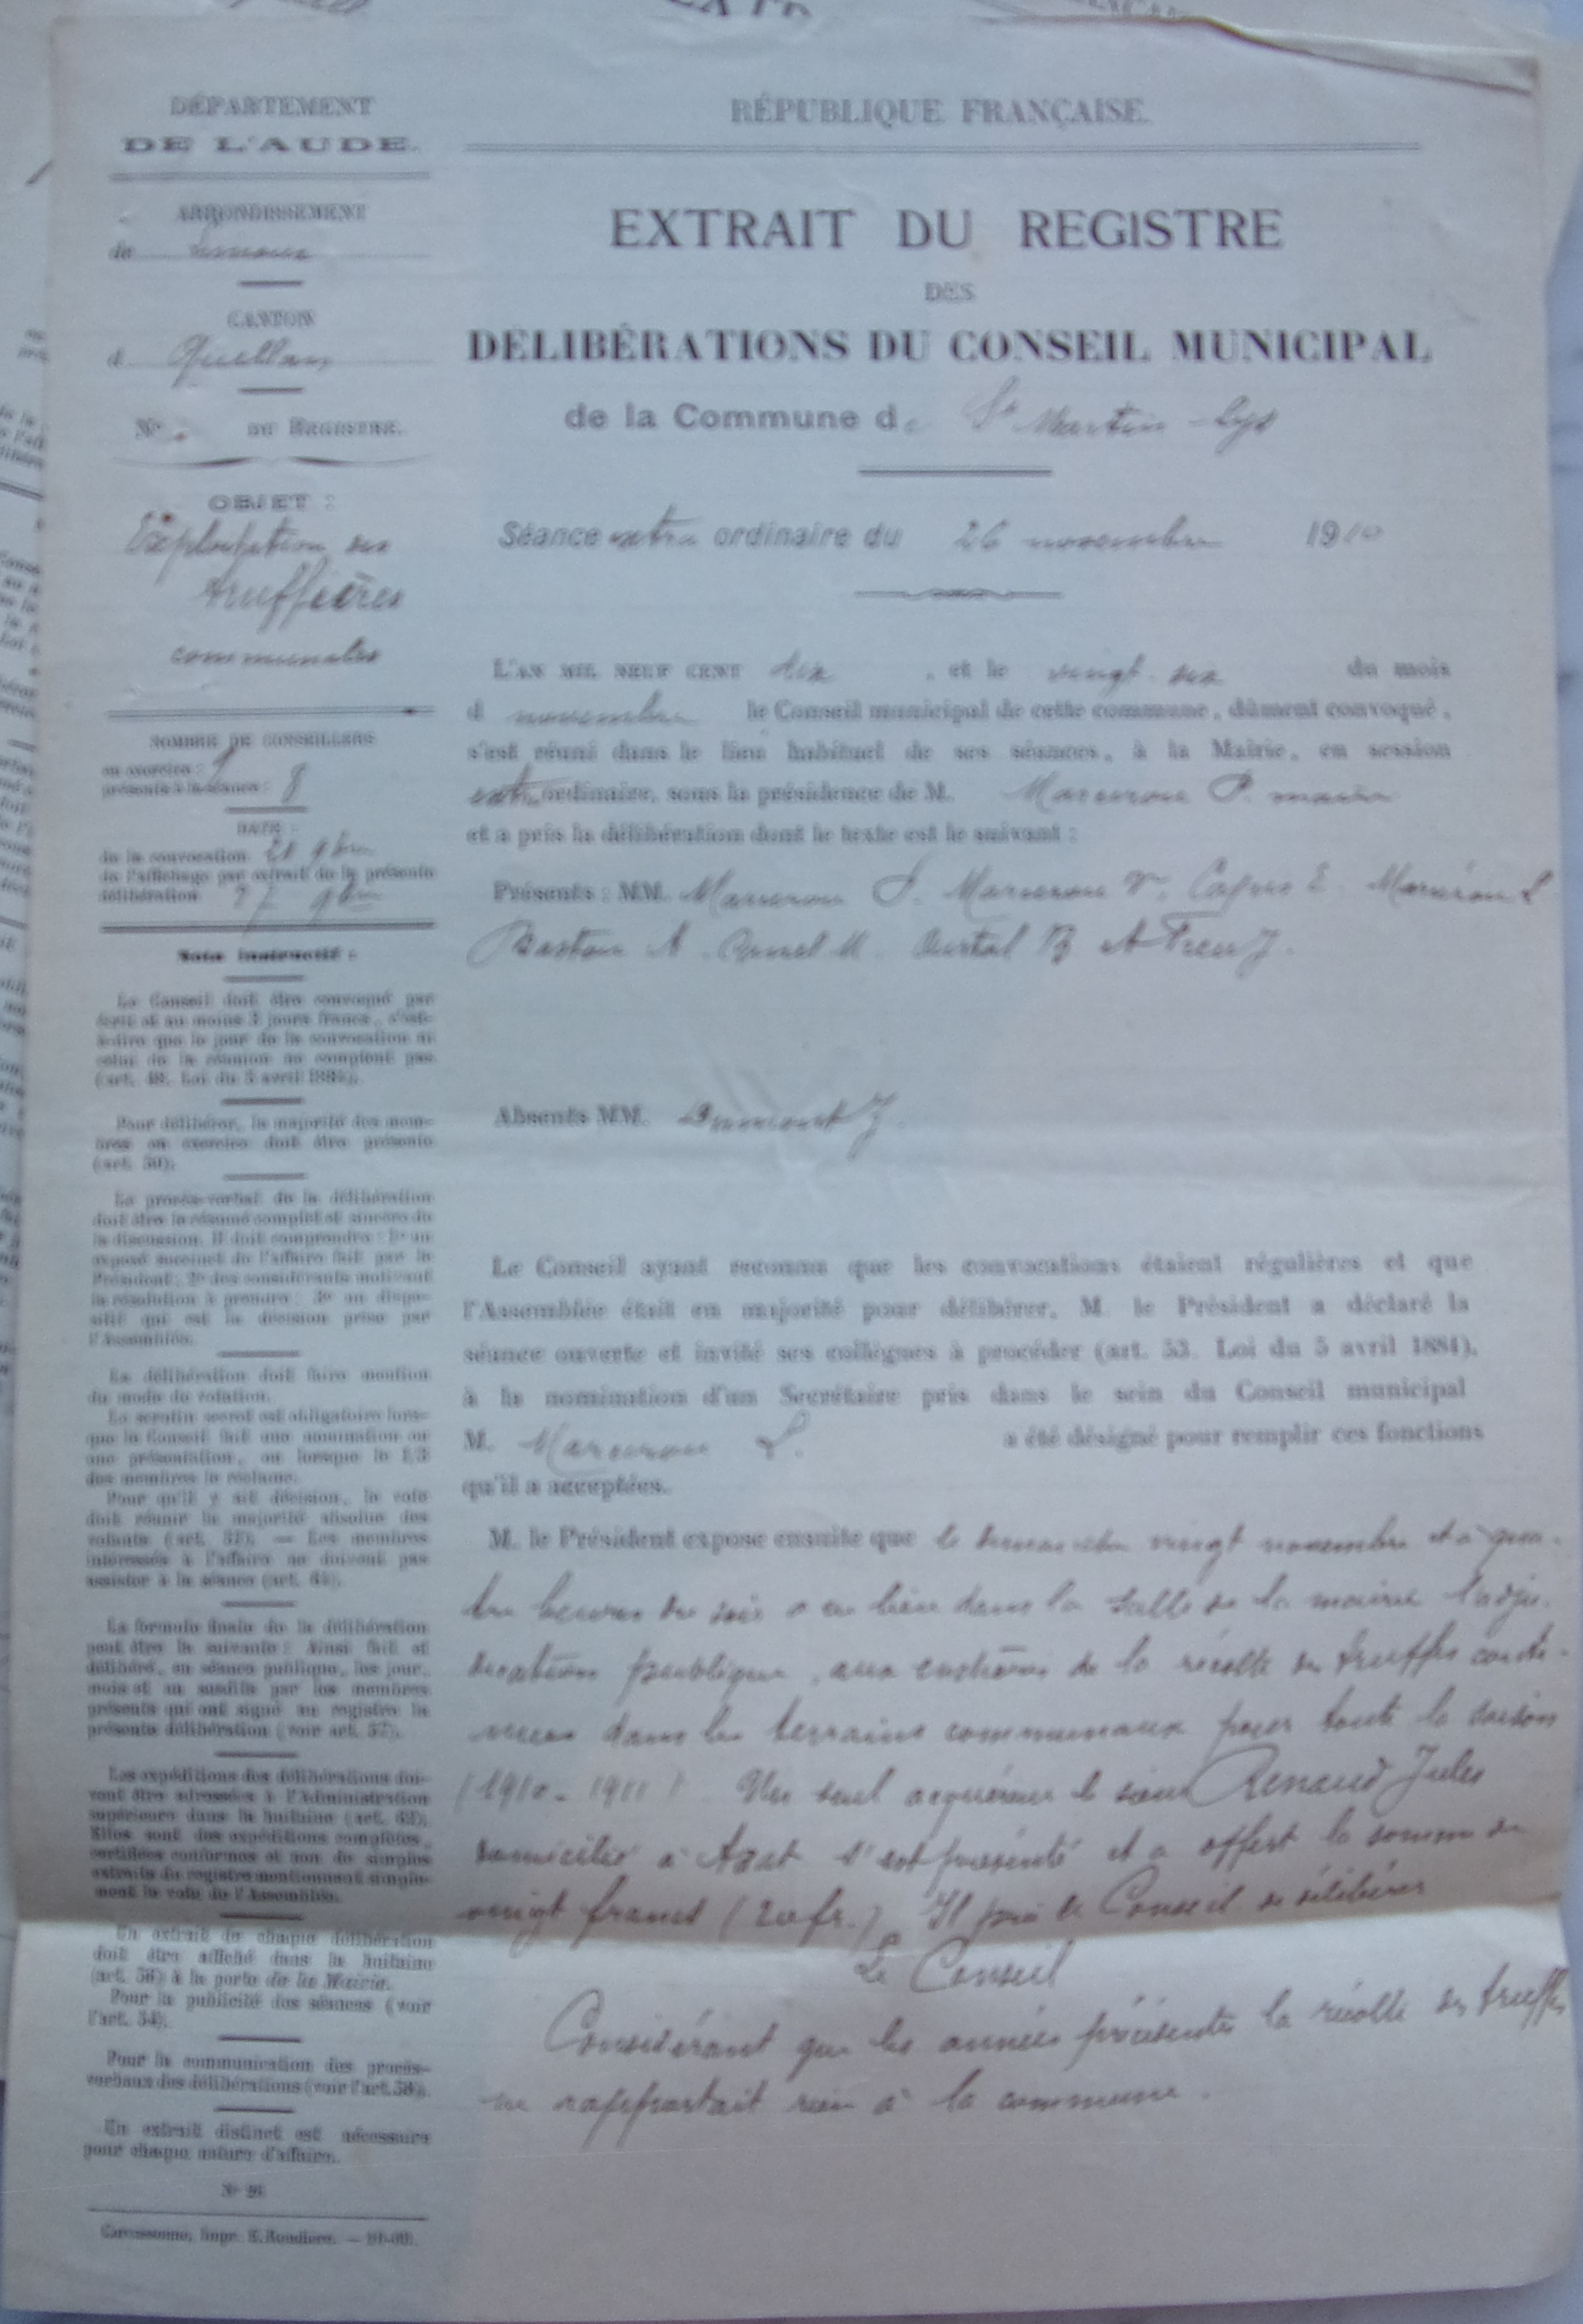 DÉPARTEMENT
DE L'AUDE.
ARRONDISSEMENT
de Limoux
CANTON
d Quillan
N° DU REGISTRE.
OBJET :
Exploitation des
truffières
communales
NOMBRE DE CONSEILLERS
en exercice : 9
présents à la séance : 8
DATE :
de la convocation 21 9bre
de l'affichage par extrait de la présente
délibération 27 9bre
Note instructif :
Le Conseil doit être convoqué par
écrit et au moins 3 jours francs, c'est-
à-dire que le jour de la convocation ni
celui de la réunion ne comptent pas
(art. 48. Loi du 5 avril 1884).
Pour délibérer, la majorité des mem-
bres en exercice doit être présente
(art. 50).
Le procès-verbal de la délibération
doit être le résumé complet et sincère de
la discussion. Il doit comprendre : 1° un
exposé succinct de l'affaire fait par le
Président ; 2° des considérants motivant
la résolution à prendre ; 3° un dispo-
sitif qui est la décision prise par
l'Assemblée.
La délibération doit faire mention
du mode de votation.
Le scrutin secret est obligatoire lors-
que le Conseil fait une nomination ou
une présentation, ou lorsque le 1/3
des membres le réclame.
Pour qu'il y ait décision, le vote
doit réunir la majorité absolue des
votants (art. 51). — Les membres
intéressés à l'affaire ne doivent pas
assister à la séance (art. 64).
La formule finale de la délibération
peut être la suivante : Ainsi fait et
délibéré, en séance publique, les jour,
mois et an susdits par les membres
présents qui ont signé au registre la
présente délibération (voir art. 57).
Les expéditions des délibérations doi-
vent être adressées à l'Administration
supérieure dans la huitaine (art. 62).
Elles sont des expéditions complètes,
certifiées conformes et non de simples
extraits du registre mentionnant simple-
ment le vote de l'Assemblée.
Un extrait de chaque délibération
doit être affiché dans la huitaine
(art. 56) à la porte de la Mairie.
Pour la publicité des séances (voir
l'art. 54).
Pour la communication des procès-
verbaux des délibérations (voir l'art. 58).
Un extrait distinct est nécessaire
pour chaque nature d'affaire.
Carcassonne, Impr. Roudière.
RÉPUBLIQUE FRANÇAISE.
EXTRAIT DU REGISTRE
DES
DÉLIBÉRATIONS DU CONSEIL MUNICIPAL
de la Commune de St Martin-Lys
Séance extra ordinaire du 26 novembre 1910
L'AN MIL NEUF CENT dix , et le vingt six du mois
d novembre le Conseil municipal de cette commune, dûment convoqué,
s'est réuni dans le lieu habituel de ses séances, à la Mairie, en session
extra ordinaire, sous la présidence de M. Marcerou P. maire
et a pris la délibération dont le texte est le suivant :
Présents : MM. Marcerou P. Marcerou V. E. Marcerou L
A. M. B. J.
Absents MM. Dumont J.
Le Conseil ayant reconnu que les convocations étaient régulières et que
l'Assemblée était en majorité pour délibérer, M. le Président a déclaré la
séance ouverte et invité ses collègues à procéder (art. 53. Loi du 5 avril 1884),
à la nomination d'un Secrétaire pris dans le sein du Conseil municipal
M. Marcerou L. a été désigné pour remplir ces fonctions
qu'il a acceptées.
M. le Président expose ensuite que le dimanche vingt novembre et à qua-
tre heures du soir a eu lieu dans la salle de la mairie l'adju-
dication publique, aux enchères de la récolte des truffes conte-
nues dans les terrains communaux pour toute la saison
(1910-1911). Un seul acquéreur le sieur Renaud Jules
domicilié à Axat s'est présenté et a offert la somme de
vingt francs (20 fr.). Il prie le Conseil de délibérer
Le Conseil
Considérant que les années précédentes la récolte des truffes
ne rapportait rien à la commune.